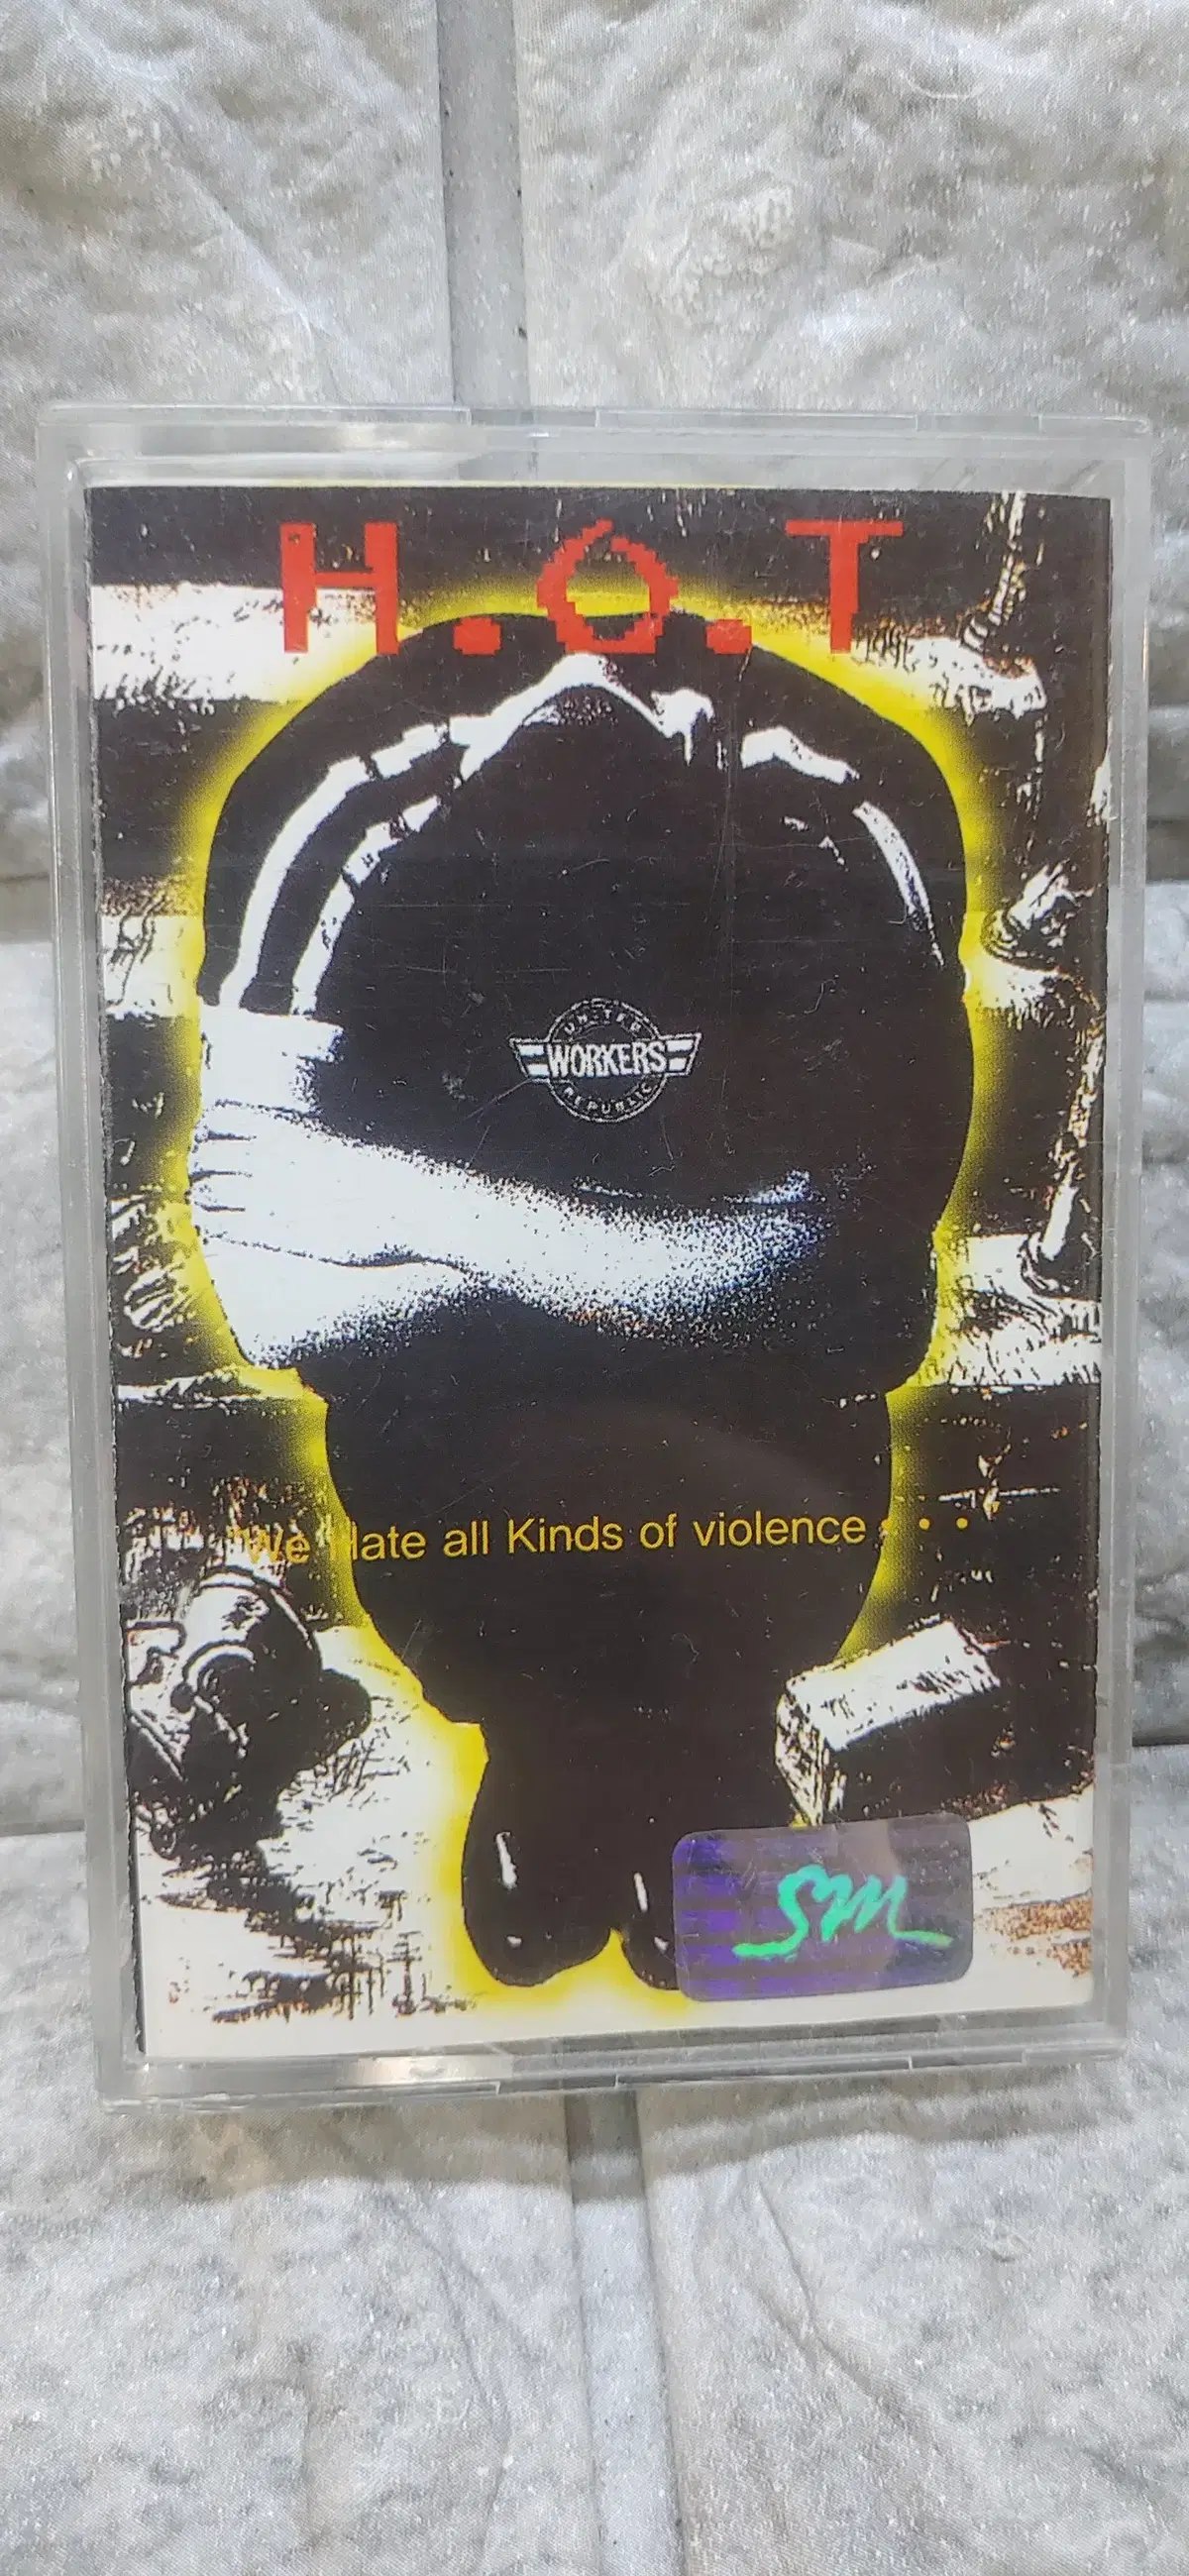 H.O.T
UNITED
WORKERS
REPUBLIC
We Hate all Kinds of violence . . .
SM